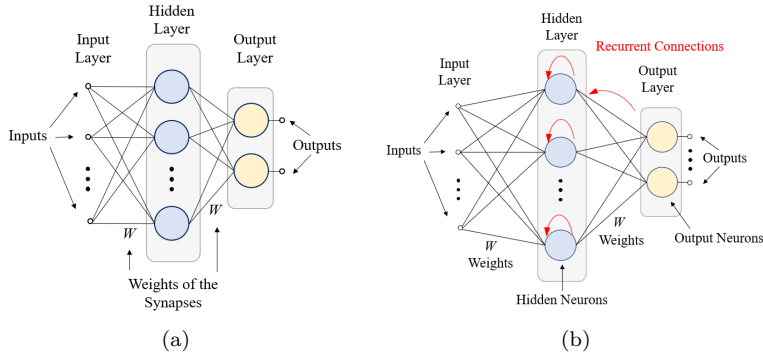 Hidden
Layer
Input
Layer
Output
Layer
Inputs
Outputs
W
W
Weights of the
Synapses
(a)
Hidden
Layer
Recurrent Connections
Input
Layer
Output
Layer
Inputs
Outputs
W
Weights
W
Weights
Output Neurons
Hidden Neurons
(b)